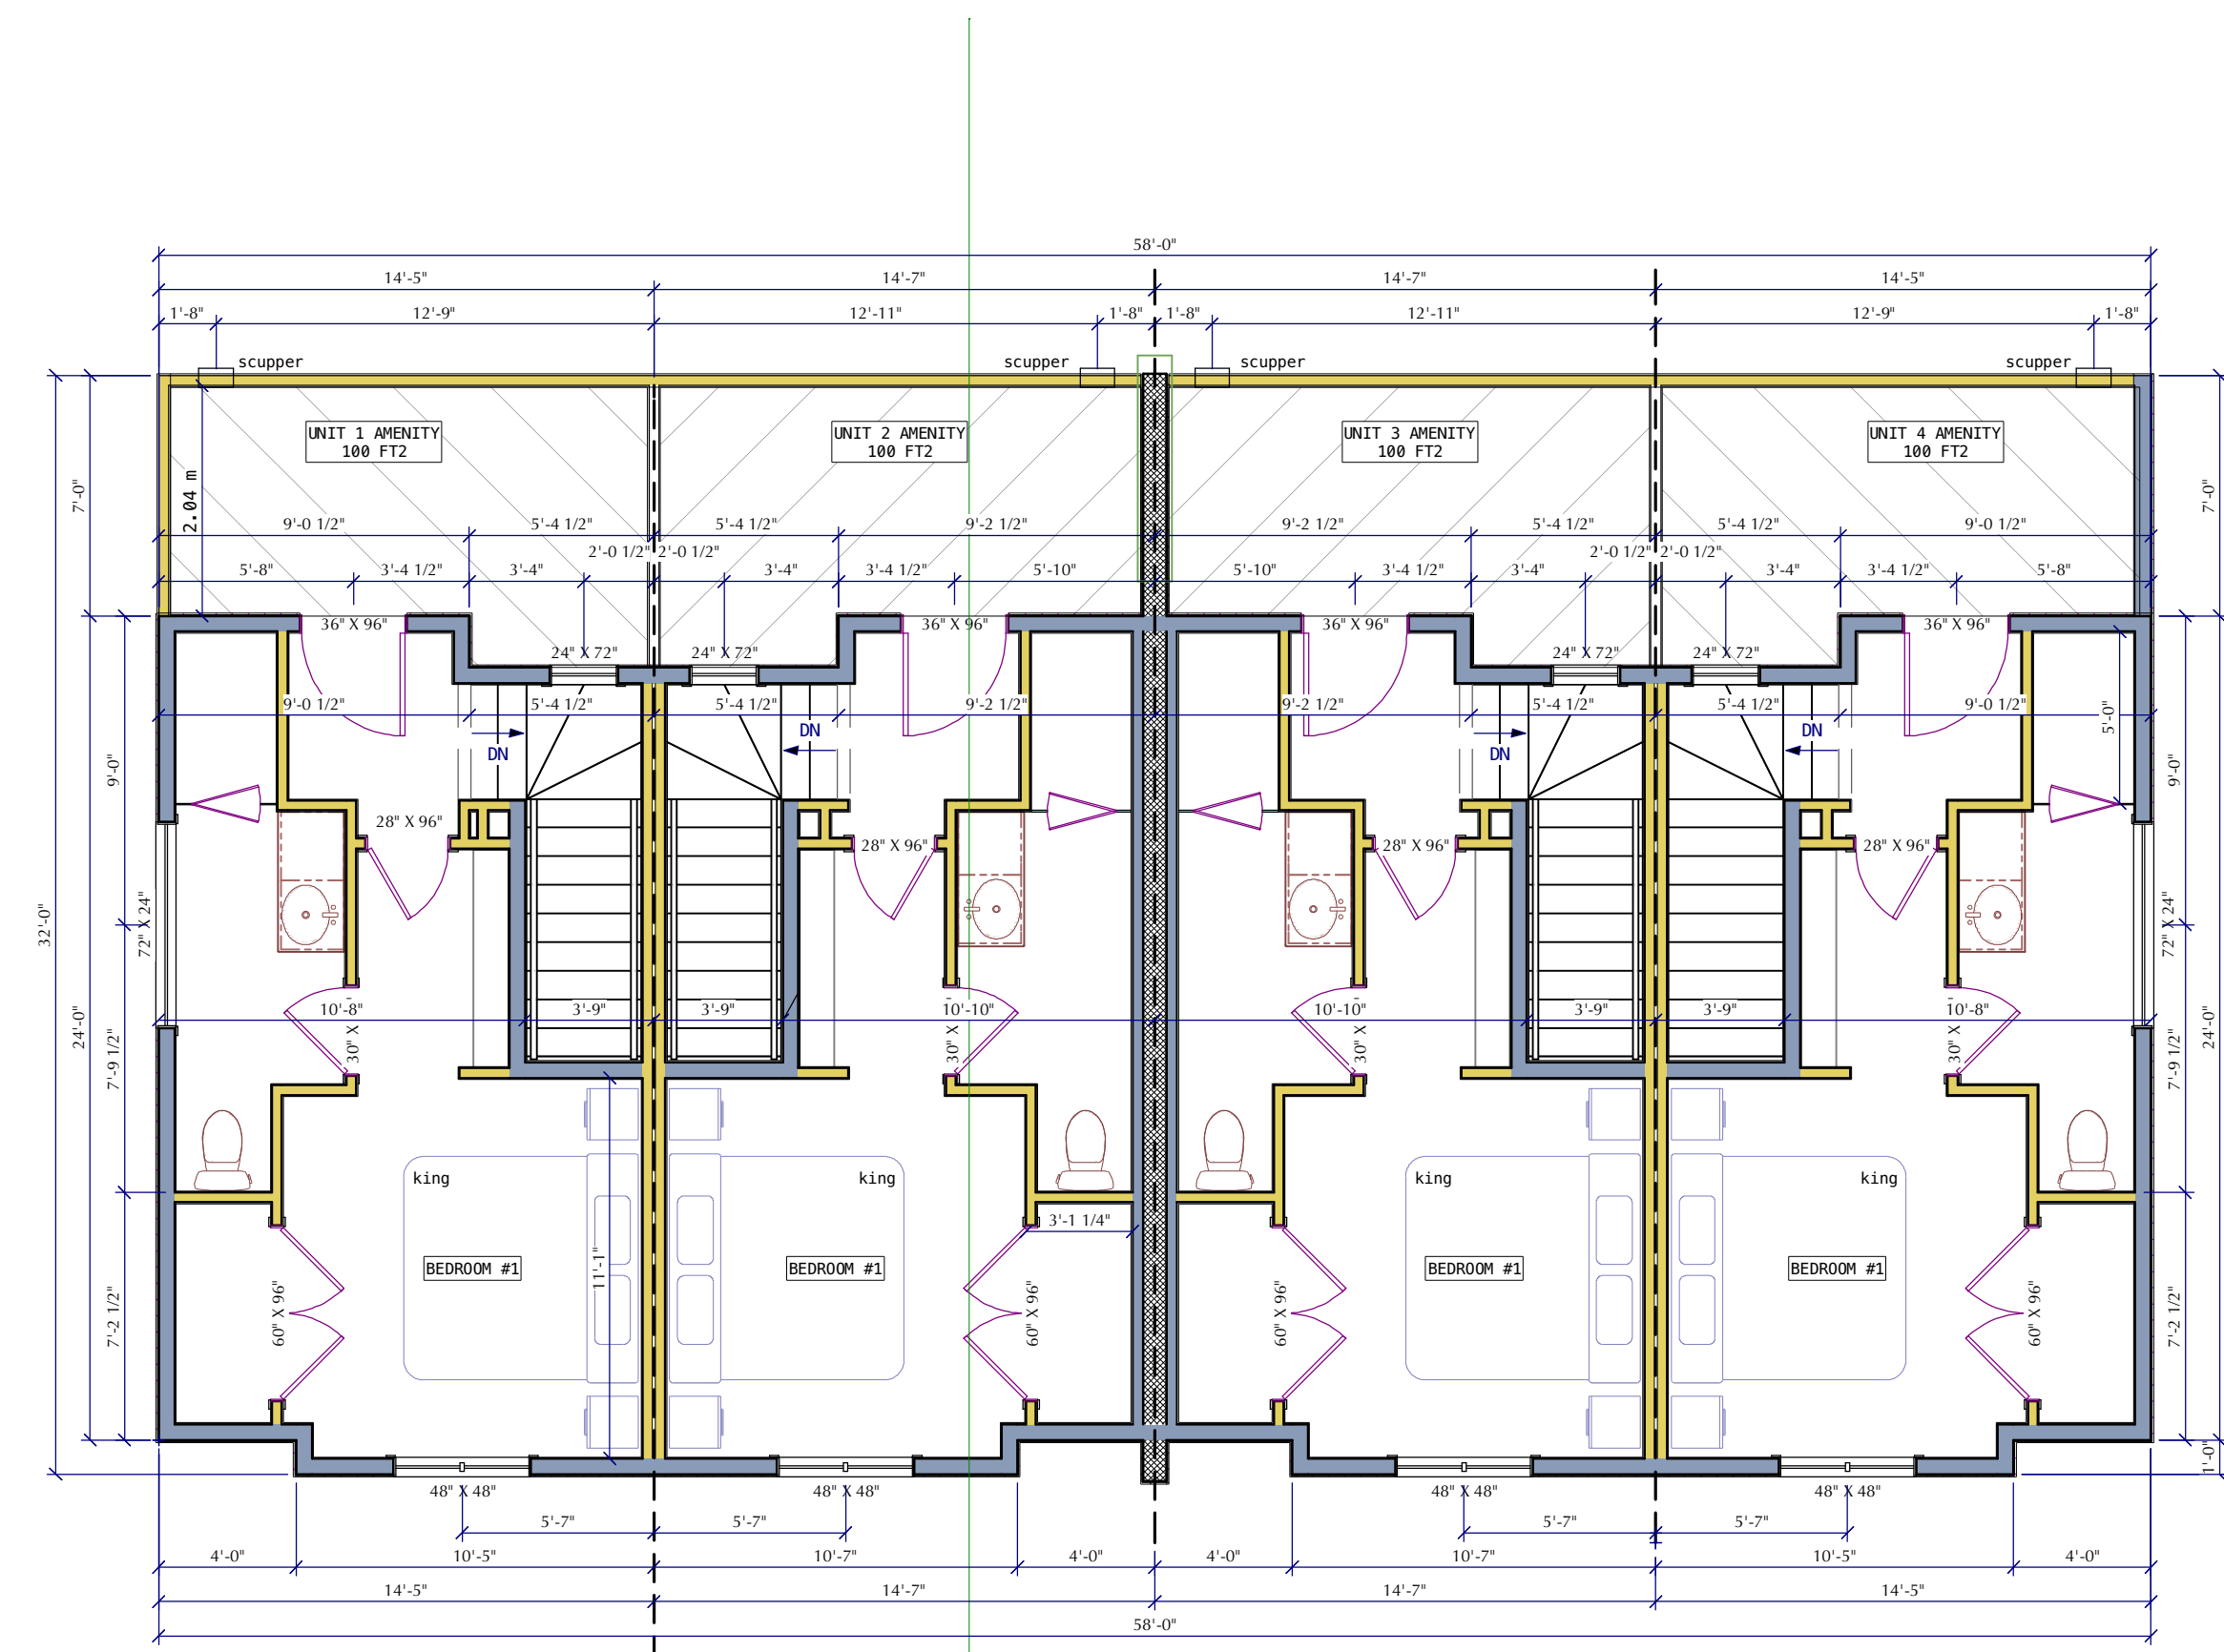 58'-0"
14'-5" 14'-7" 14'-7" 14'-5"
1'-8" 12'-9" 12'-11" 1'-8" 1'-8" 12'-11" 12'-9" 1'-8"
scupper scupper scupper scupper
UNIT 1 AMENITY
100 FT2
UNIT 2 AMENITY
100 FT2
UNIT 3 AMENITY
100 FT2
UNIT 4 AMENITY
100 FT2
7'-0"
2.04 m
7'-0"
9'-0 1/2" 5'-4 1/2" 5'-4 1/2" 9'-2 1/2" 9'-2 1/2" 5'-4 1/2" 5'-4 1/2" 9'-0 1/2"
2'-0 1/2" 2'-0 1/2" 2'-0 1/2" 2'-0 1/2"
5'-8" 3'-4 1/2" 3'-4" 3'-4" 3'-4 1/2" 5'-10" 5'-10" 3'-4 1/2" 3'-4" 3'-4" 3'-4 1/2" 5'-8"
36" X 96" 36" X 96" 36" X 96" 36" X 96"
24" X 72" 24" X 72" 24" X 72" 24" X 72"
9'-0 1/2" 5'-4 1/2" 5'-4 1/2" 9'-2 1/2" 9'-2 1/2" 5'-4 1/2" 5'-4 1/2" 9'-0 1/2"
5'-0"
DN DN DN DN
9'-0" 9'-0"
28" X 96" 28" X 96" 28" X 96" 28" X 96"
32'-0"
72" X 24" 72" X 24"
24'-0" 24'-0"
10'-8" 3'-9" 3'-9" 10'-10" 10'-10" 3'-9" 3'-9" 10'-8"
30" X 30" X 30" X 30" X
7'-9 1/2" 7'-9 1/2"
king king king king
3'-1 1/4"
BEDROOM #1 BEDROOM #1 BEDROOM #1 BEDROOM #1
11'-1"
60" X 96" 60" X 96" 60" X 96" 60" X 96"
7'-2 1/2" 7'-2 1/2"
1'-0"
48" X 48" 48" X 48" 48" X 48" 48" X 48"
5'-7" 5'-7" 5'-7" 5'-7"
4'-0" 10'-5" 10'-7" 4'-0" 4'-0" 10'-7" 10'-5" 4'-0"
14'-5" 14'-7" 14'-7" 14'-5"
58'-0"